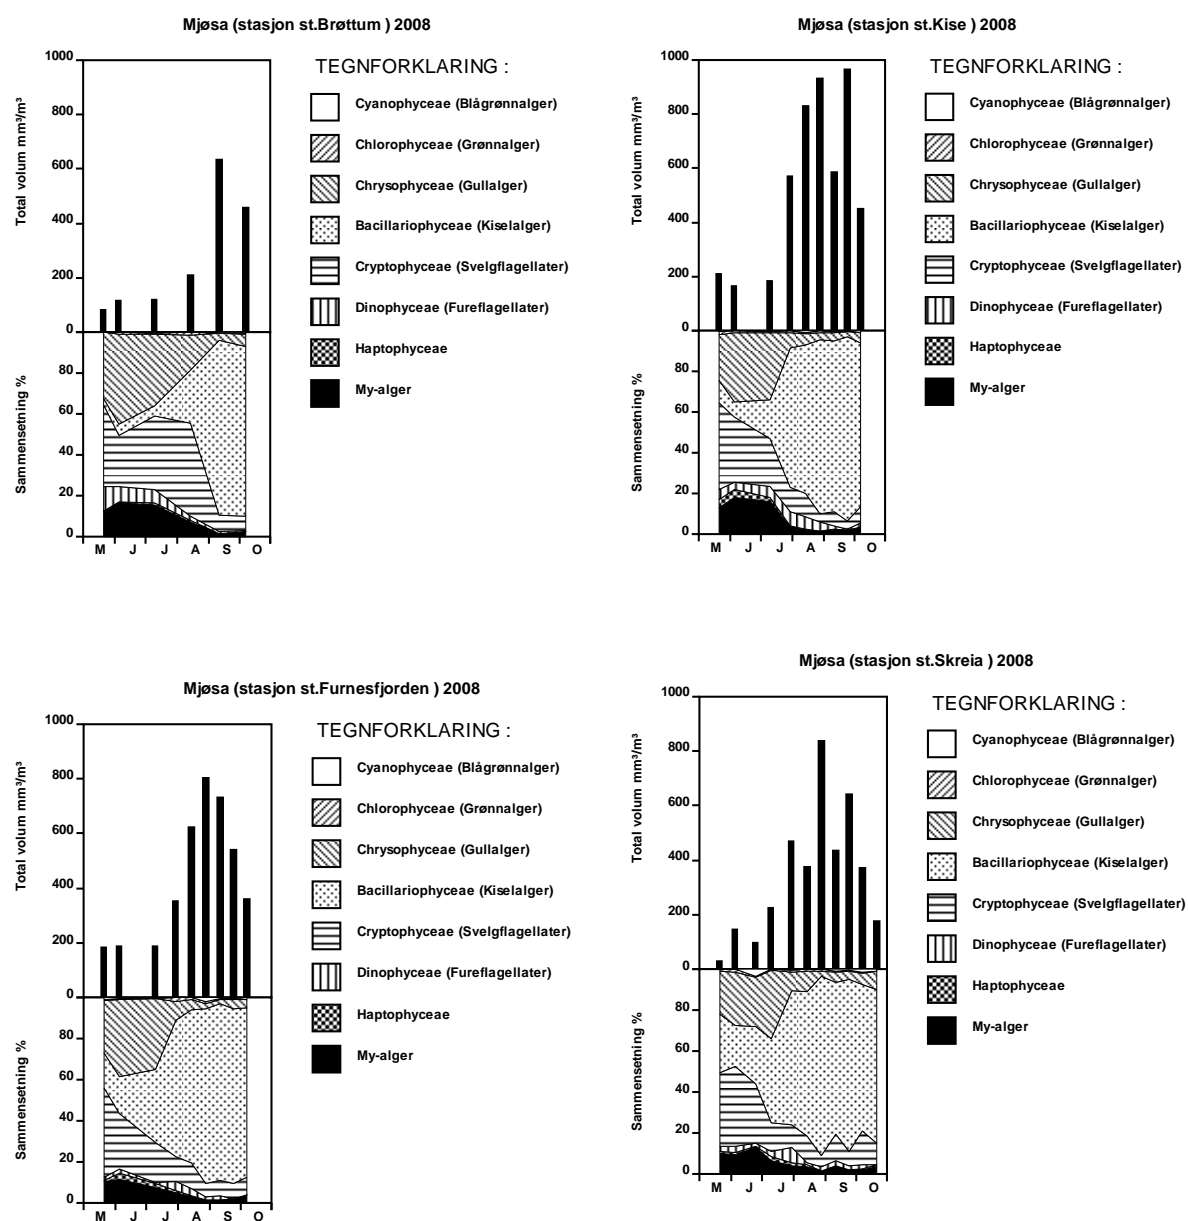 Mjøsa (stasjon st.Brøttum ) 2008
1000
800
600
400
200
0
Total volum mm³/m³
80
60
40
20
0
Sammensetning %
M J J A S O
TEGNFORKLARING :
Cyanophyceae (Blågrønnalger)
Chlorophyceae (Grønnalger)
Chrysophyceae (Gullalger)
Bacillariophyceae (Kiselalger)
Cryptophyceae (Svelgflagellater)
Dinophyceae (Fureflagellater)
Haptophyceae
My-alger
Mjøsa (stasjon st.Kise ) 2008
1000
800
600
400
200
0
Total volum mm³/m³
80
60
40
20
0
Sammensetning %
M J J A S O
TEGNFORKLARING :
Cyanophyceae (Blågrønnalger)
Chlorophyceae (Grønnalger)
Chrysophyceae (Gullalger)
Bacillariophyceae (Kiselalger)
Cryptophyceae (Svelgflagellater)
Dinophyceae (Fureflagellater)
Haptophyceae
My-alger
Mjøsa (stasjon st.Furnesfjorden ) 2008
1000
800
600
400
200
0
Total volum mm³/m³
80
60
40
20
0
Sammensetning %
M J J A S O
TEGNFORKLARING :
Cyanophyceae (Blågrønnalger)
Chlorophyceae (Grønnalger)
Chrysophyceae (Gullalger)
Bacillariophyceae (Kiselalger)
Cryptophyceae (Svelgflagellater)
Dinophyceae (Fureflagellater)
Haptophyceae
My-alger
Mjøsa (stasjon st.Skreia ) 2008
1000
800
600
400
200
0
Total volum mm³/m³
80
60
40
20
0
Sammensetning %
M J J A S O
TEGNFORKLARING :
Cyanophyceae (Blågrønnalger)
Chlorophyceae (Grønnalger)
Chrysophyceae (Gullalger)
Bacillariophyceae (Kiselalger)
Cryptophyceae (Svelgflagellater)
Dinophyceae (Fureflagellater)
Haptophyceae
My-alger